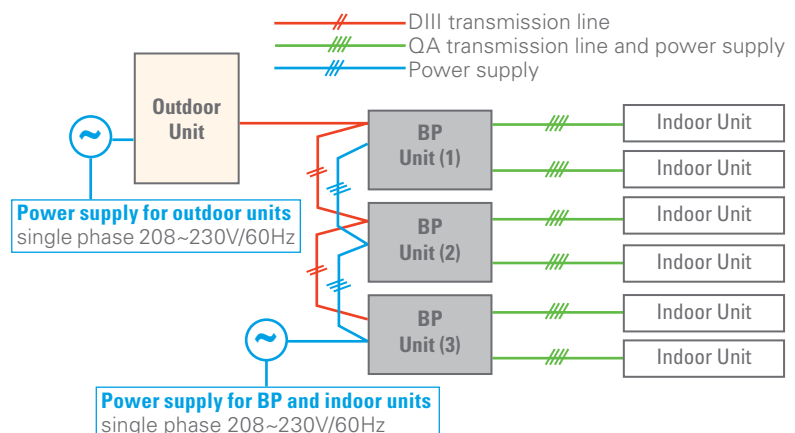 DIII transmission line
QA transmission line and power supply
Power supply
Outdoor
Unit
~
Power supply for outdoor units
single phase 208~230V/60Hz
BP
Unit (1)
Indoor Unit
Indoor Unit
BP
Unit (2)
Indoor Unit
Indoor Unit
BP
Unit (3)
Indoor Unit
Indoor Unit
~
Power supply for BP and indoor units
single phase 208~230V/60Hz